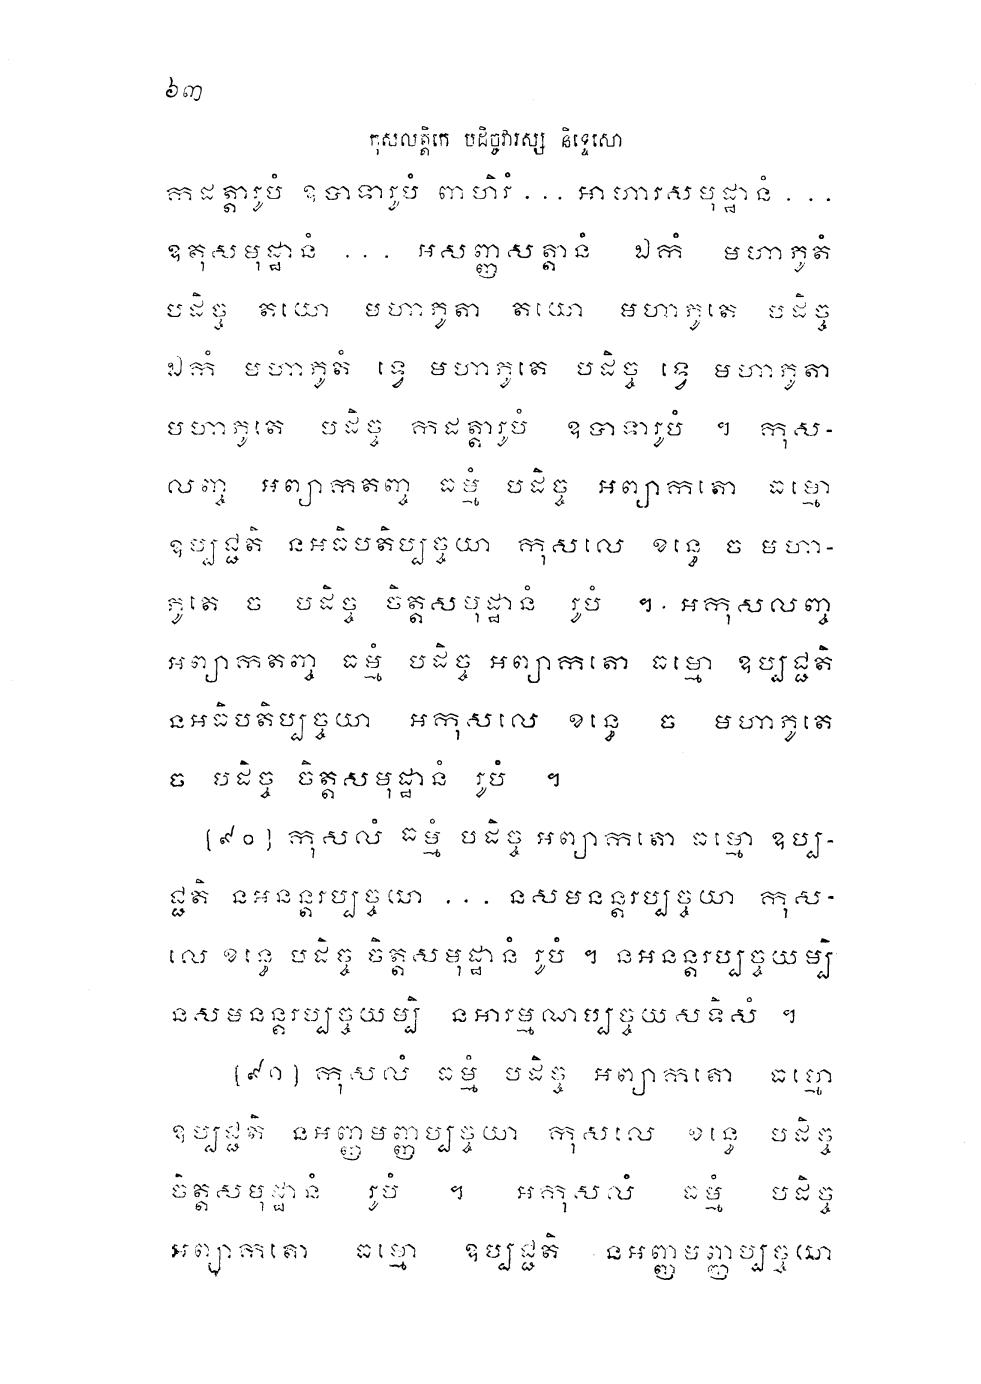 ៦៣
កុសលត្តិកេ បដិច្ចវារស្ស និទ្ទេសោ
កដត្តារូបំ ឧបាទារូបំ ពាហិរំ . . . អាហារសមុដ្ឋានំ . . .
ឧតុសមុដ្ឋានំ . . . អសញ្ញសត្តានំ ឯកំ មហាភូតំ
បដិច្ច តយោ មហាភូតា តយោ មហាភូតេ បដិច្ច
ឯកំ មហាភូតំ ទ្វេ មហាភូតេ បដិច្ច ទ្វេ មហាភូតា
មហាភូតេ បដិច្ច កដត្តារូបំ ឧបាទារូបំ ។ កុស-
លញ្ច អព្យាកតញ្ច ធម្មំ បដិច្ច អព្យាកតោ ធម្មោ
ឧប្បជ្ជតិ នអធិបតិប្បច្ចយា កុសលេ ខន្ធេ ច មហា-
ភូតេ ច បដិច្ច ចិត្តសមុដ្ឋានំ រូបំ ។ អកុសលញ្ច
អព្យាកតញ្ច ធម្មំ បដិច្ច អព្យាកតោ ធម្មោ ឧប្បជ្ជតិ
នអធិបតិប្បច្ចយា អកុសលេ ខន្ធេ ច មហាភូតេ
ច បដិច្ច ចិត្តសមុដ្ឋានំ រូបំ ។
[៩០] កុសលំ ធម្មំ បដិច្ច អព្យាកតោ ធម្មោ ឧប្ប-
ជ្ជតិ នអនន្តរប្បច្ចយា . . . នសមនន្តរប្បច្ចយា កុស-
លេ ខន្ធេ បដិច្ច ចិត្តសមុដ្ឋានំ រូបំ ។ នអនន្តរប្បច្ចយម្បិ
នសមនន្តរប្បច្ចយម្បិ នអារម្មណប្បច្ចយសទិសំ ។
[៩១] កុសលំ ធម្មំ បដិច្ច អព្យាកតោ ធម្មោ
ឧប្បជ្ជតិ នអញ្ញមញ្ញប្បច្ចយា កុសលេ ខន្ធេ បដិច្ច
ចិត្តសមុដ្ឋានំ រូបំ ។ អកុសលំ ធម្មំ បដិច្ច
អព្យាកតោ ធម្មោ ឧប្បជ្ជតិ នអញ្ញមញ្ញប្បច្ចយា